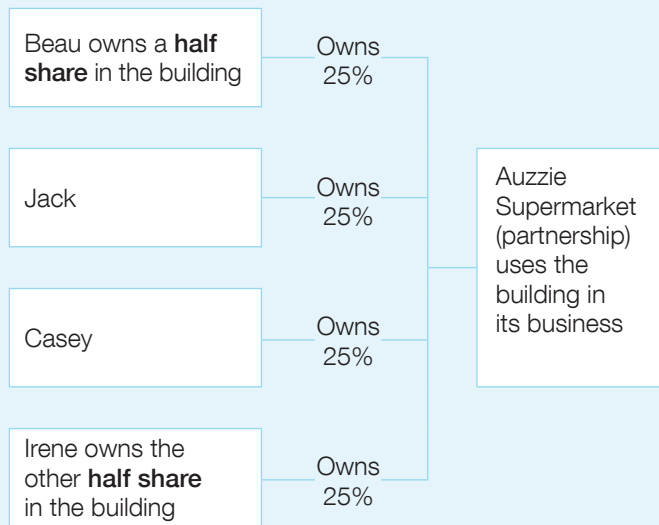 Beau owns a half
share in the building
Owns
25%
Jack
Owns
25%
Casey
Owns
25%
Irene owns the
other half share
in the building
Owns
25%
Auzzie
Supermarket
(partnership)
uses the
building in
its business